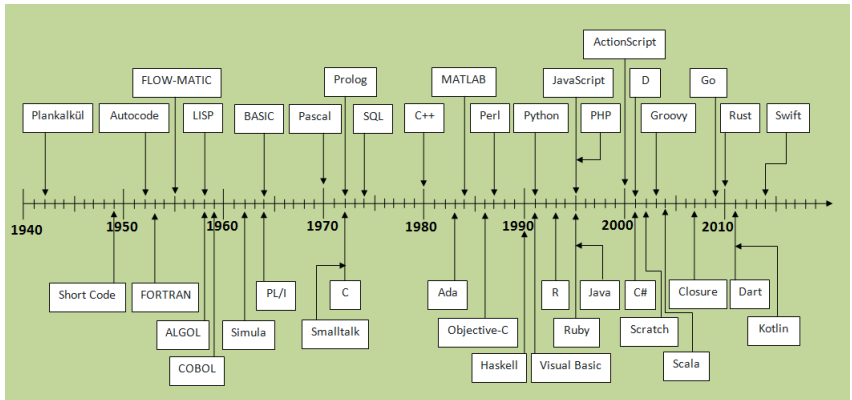 ActionScript
FLOW-MATIC
Prolog
MATLAB
JavaScript
D
Go
Plankalkül
Autocode
LISP
BASIC
Pascal
SQL
C++
Perl
Python
PHP
Groovy
Rust
Swift
1940
1950
1960
1970
1980
1990
2000
2010
Short Code
FORTRAN
PL/I
C
Ada
R
Java
C#
Closure
Dart
ALGOL
Simula
Smalltalk
Objective-C
Ruby
Scratch
Kotlin
COBOL
Haskell
Visual Basic
Scala